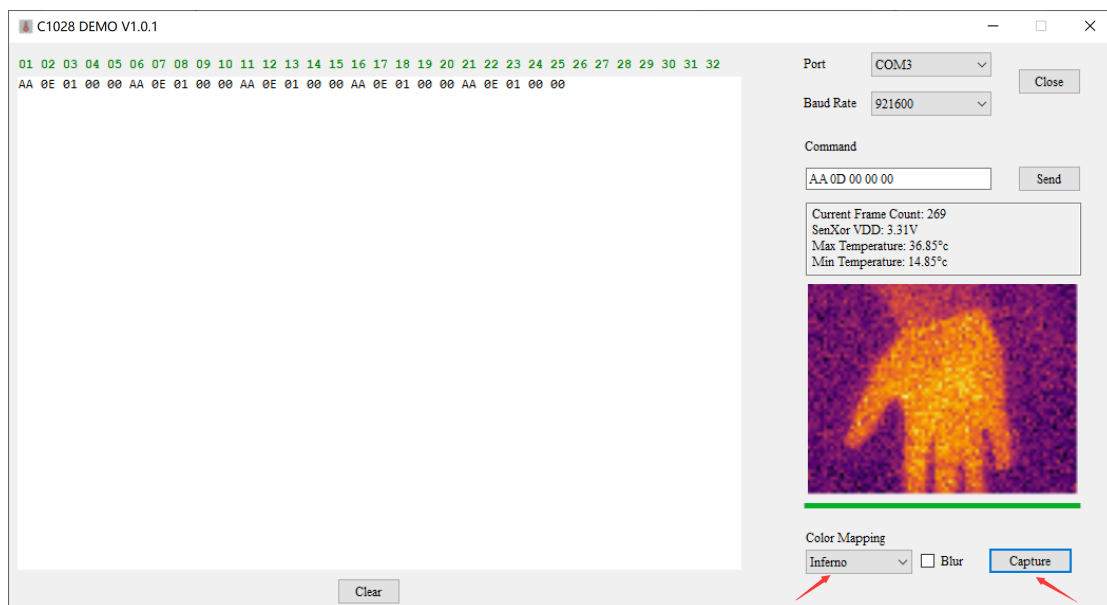 C1028 DEMO V1.0.1
01 02 03 04 05 06 07 08 09 10 11 12 13 14 15 16 17 18 19 20 21 22 23 24 25 26 27 28 29 30 31 32
AA 0E 01 00 00 AA 0E 01 00 00 AA 0E 01 00 00 AA 0E 01 00 00 AA 0E 01 00 00
Port COM3
Close
Baud Rate 921600
Command
AA 0D 00 00 00 Send
Current Frame Count: 269
SenXor VDD: 3.31V
Max Temperature: 36.85°c
Min Temperature: 14.85°c
Color Mapping
Inferno Blur Capture
Clear